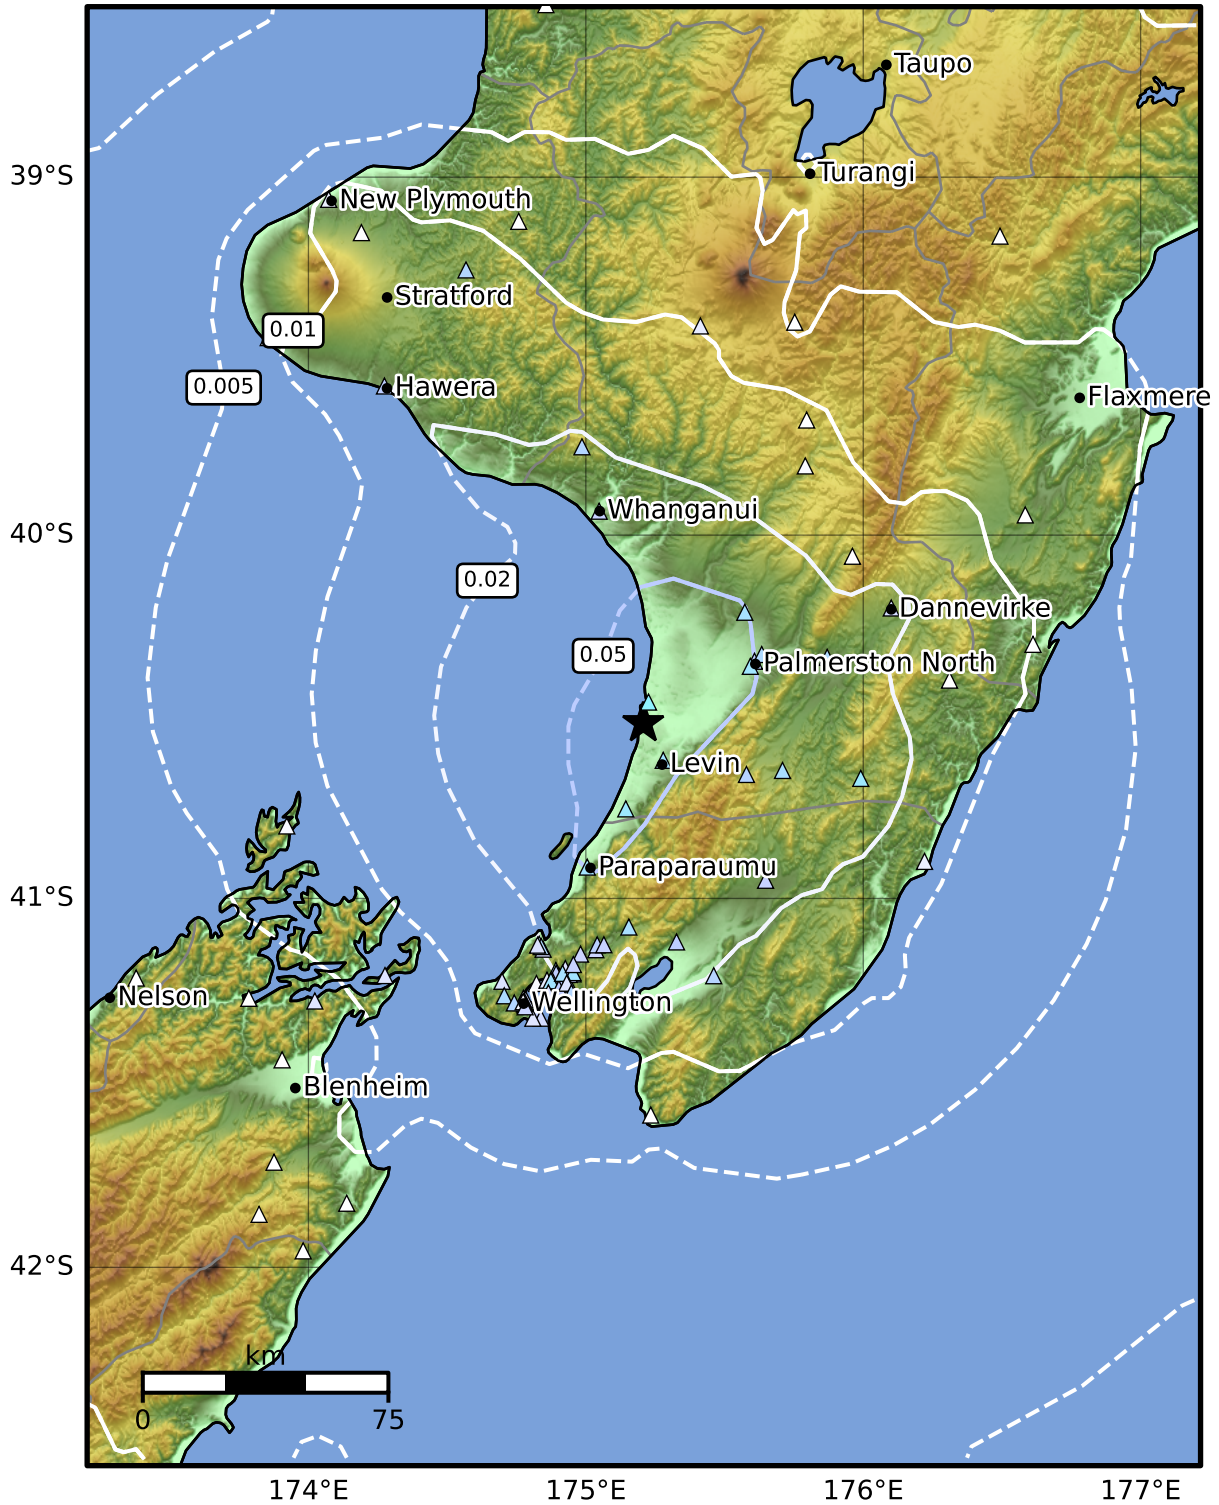 Taupo
39°S
Turangi
New Plymouth
Stratford
0.01
0.005
Hawera
Flaxmere
Whanganui
40°S
0.02
Dannevirke
0.05
Palmerston North
Levin
Paraparaumu
41°S
Nelson
Wellington
Blenheim
42°S
km
0 75
174°E 175°E 176°E 177°E